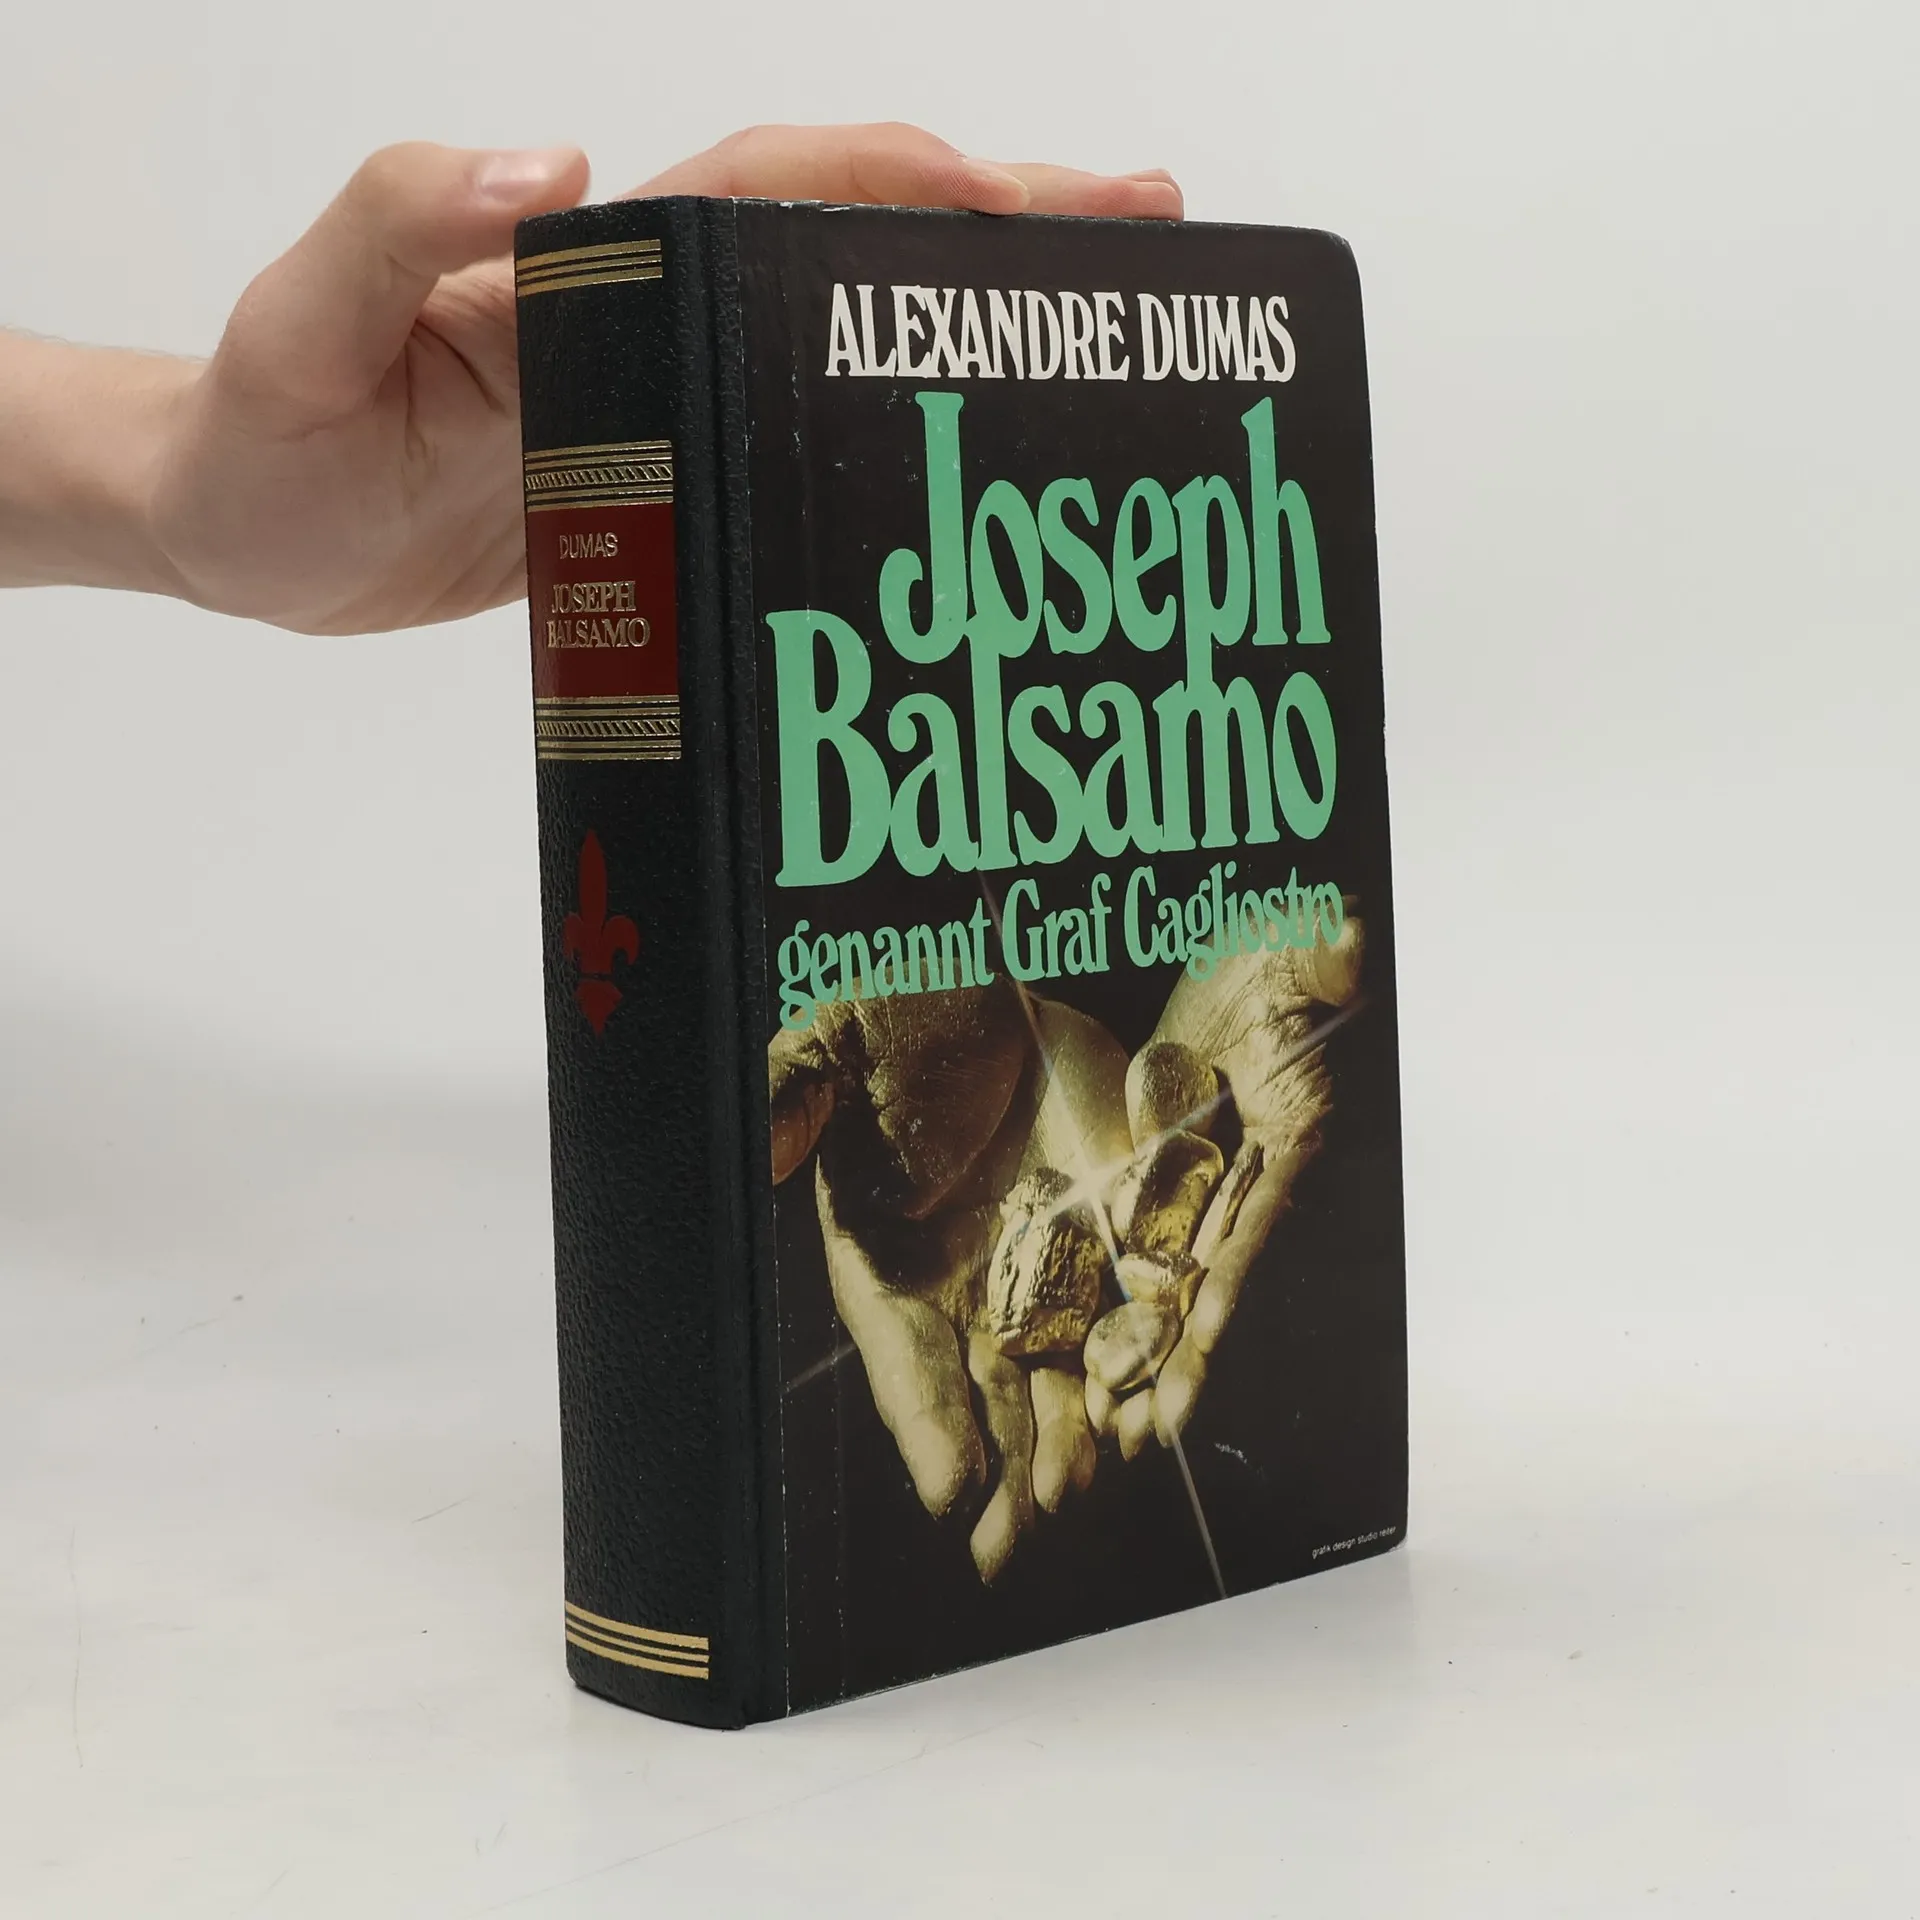 DUMAS
JOSEPH
BALSAMO
ALEXANDRE DUMAS
Joseph
Balsamo
genannt Graf Cagliostro
grafik design studio reiter